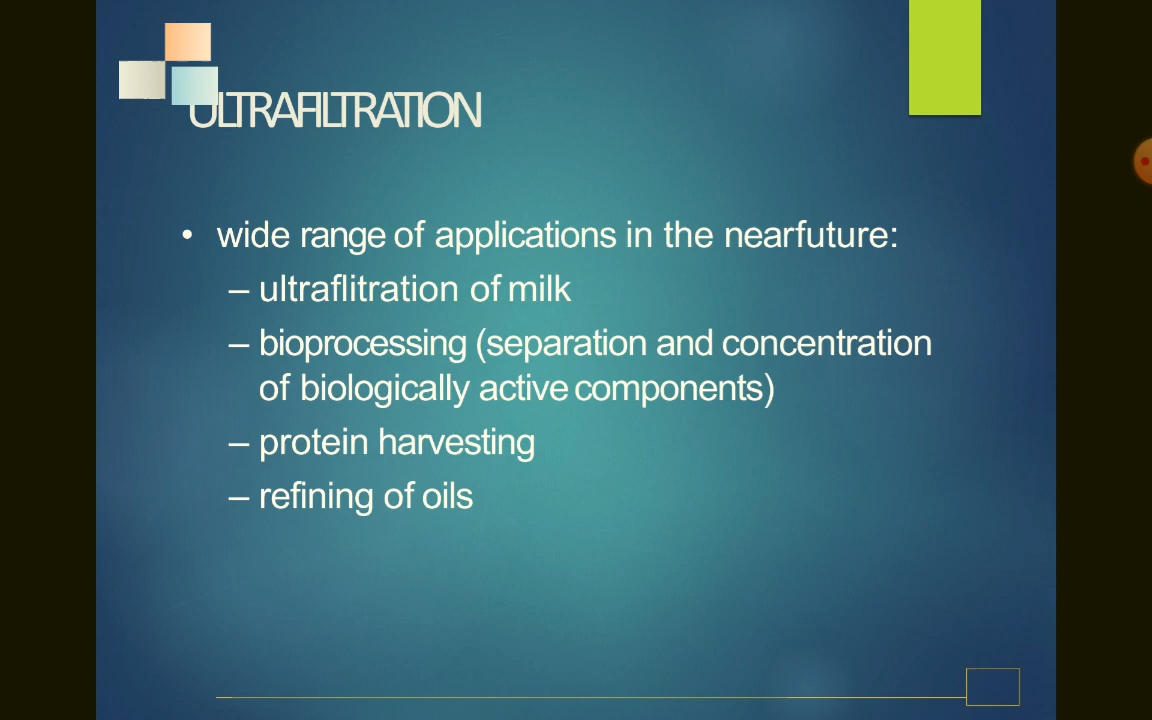 ULTRAFILTRATION
• wide range of applications in the nearfuture:
– ultraflitration of milk
– bioprocessing (separation and concentration
of biologically active components)
– protein harvesting
– refining of oils